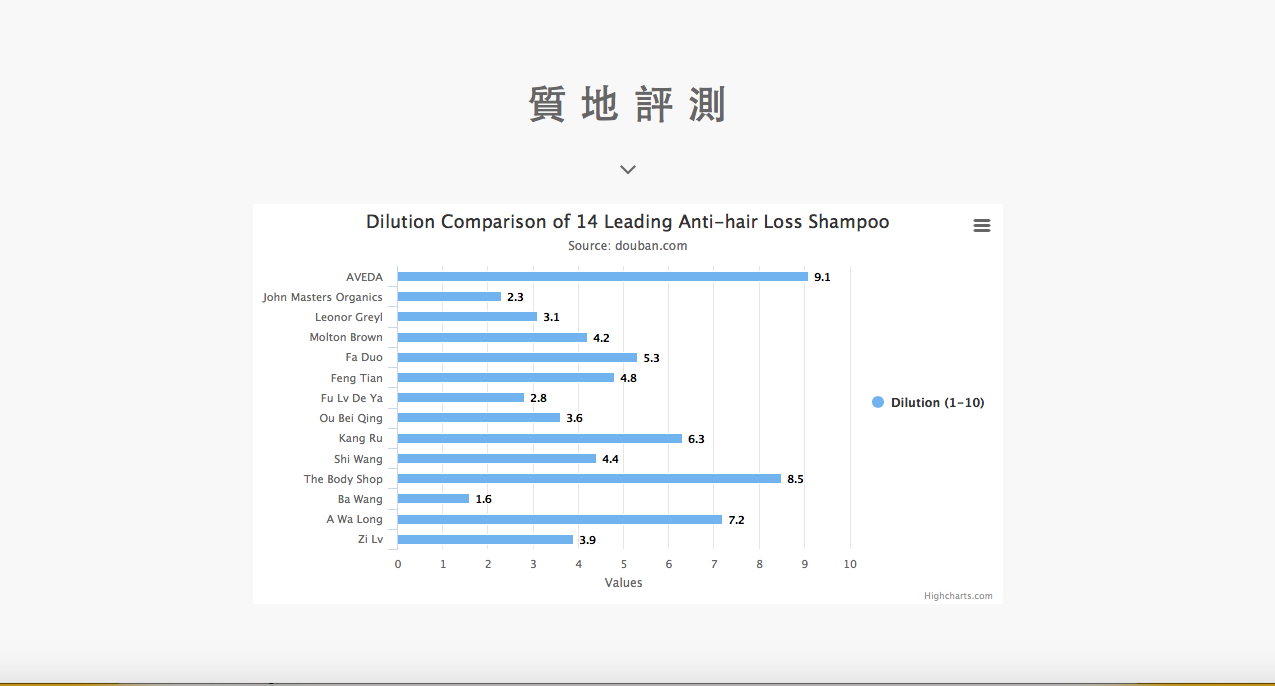 質地評測
Dilution Comparison of 14 Leading Anti-hair Loss Shampoo
Source: douban.com
AVEDA 9.1
John Masters Organics 2.3
Leonor Greyl 3.1
Molton Brown 4.2
Fa Duo 5.3
Feng Tian 4.8
Fu Lv De Ya 2.8
Ou Bei Qing 3.6
Kang Ru 6.3
Shi Wang 4.4
The Body Shop 8.5
Ba Wang 1.6
A Wa Long 7.2
Zi Lv 3.9
0 1 2 3 4 5 6 7 8 9 10
Values
Dilution (1-10)
Highcharts.com